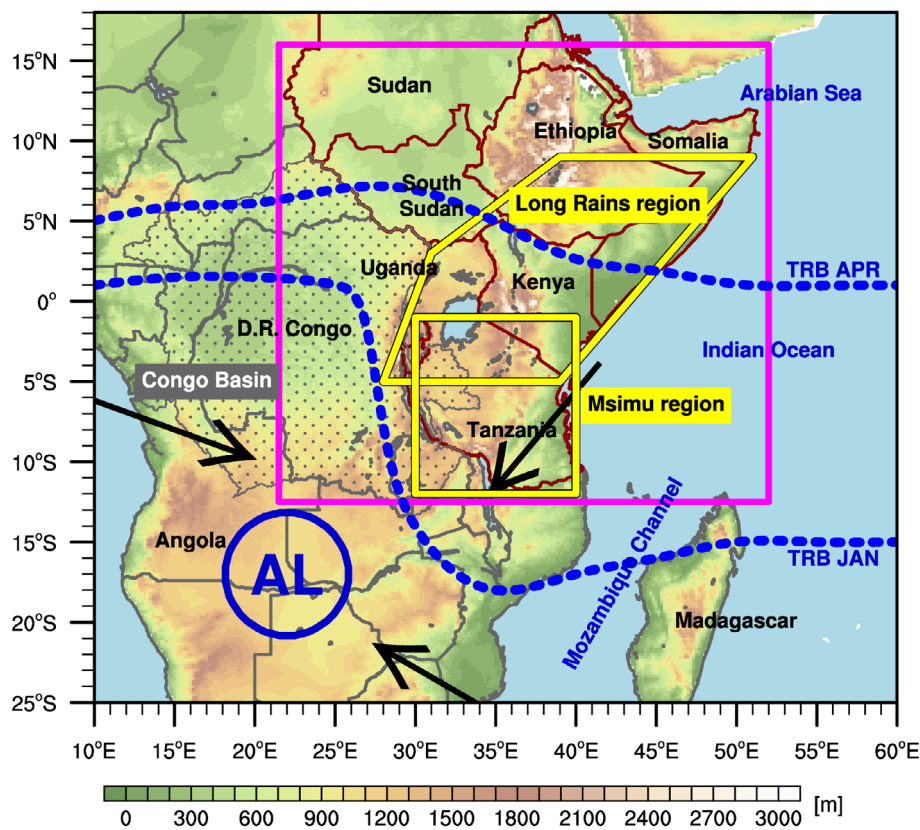 15°N
10°N
5°N
0°
5°S
10°S
15°S
20°S
25°S
Sudan
Arabian Sea
Ethiopia
Somalia
South
Sudan
Long Rains region
Uganda
Kenya
TRB APR
D.R. Congo
Indian Ocean
Congo Basin
Msimu region
Tanzania
Angola
Mozambique Channel
TRB JAN
AL
Madagascar
10°E 15°E 20°E 25°E 30°E 35°E 40°E 45°E 50°E 55°E 60°E
0 300 600 900 1200 1500 1800 2100 2400 2700 3000 [m]